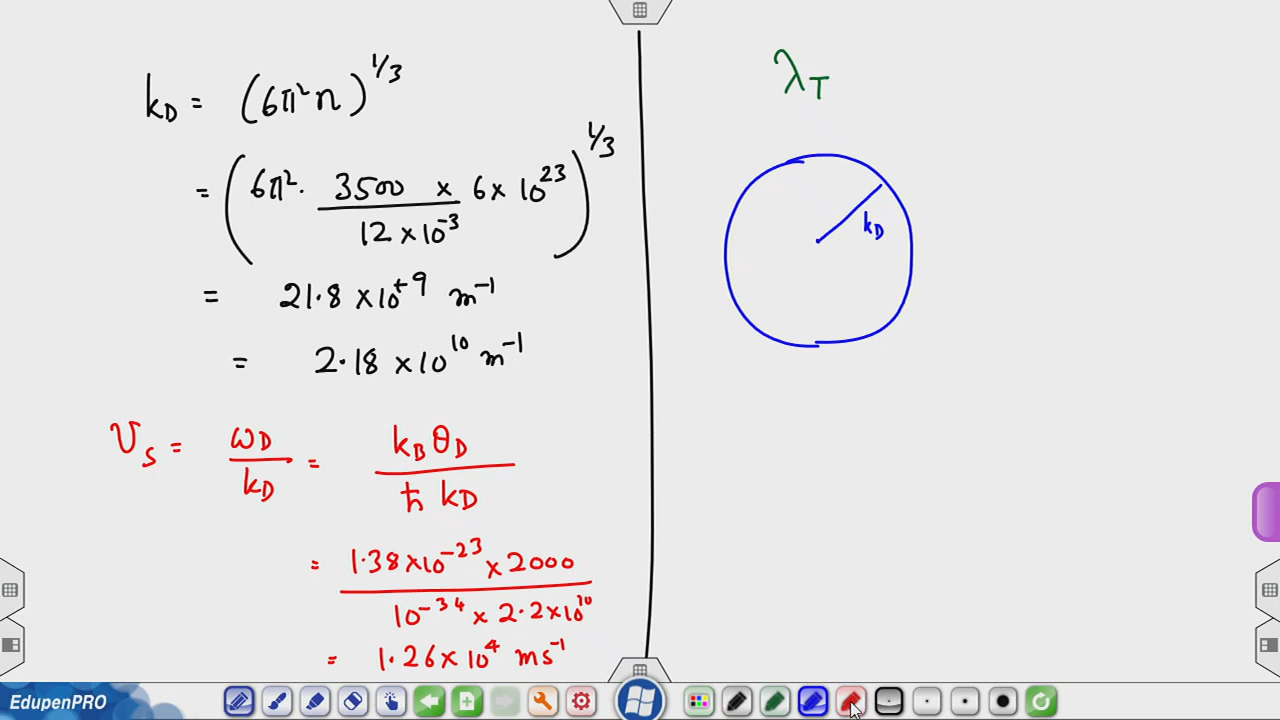 k_D = (6π²n)^1/3
= (6π² · 3500 / 12 × 10^-3 × 6 × 10^23)^1/3
= 21.8 × 10^+9 m^-1
= 2.18 × 10^10 m^-1
v_s = ω_D / k_D = k_B θ_D / ħ k_D
= 1.38 × 10^-23 × 2000 / 10^-34 × 2.2 × 10^10
= 1.26 × 10^4 ms^-1
λ_T
k_D
EdupenPRO